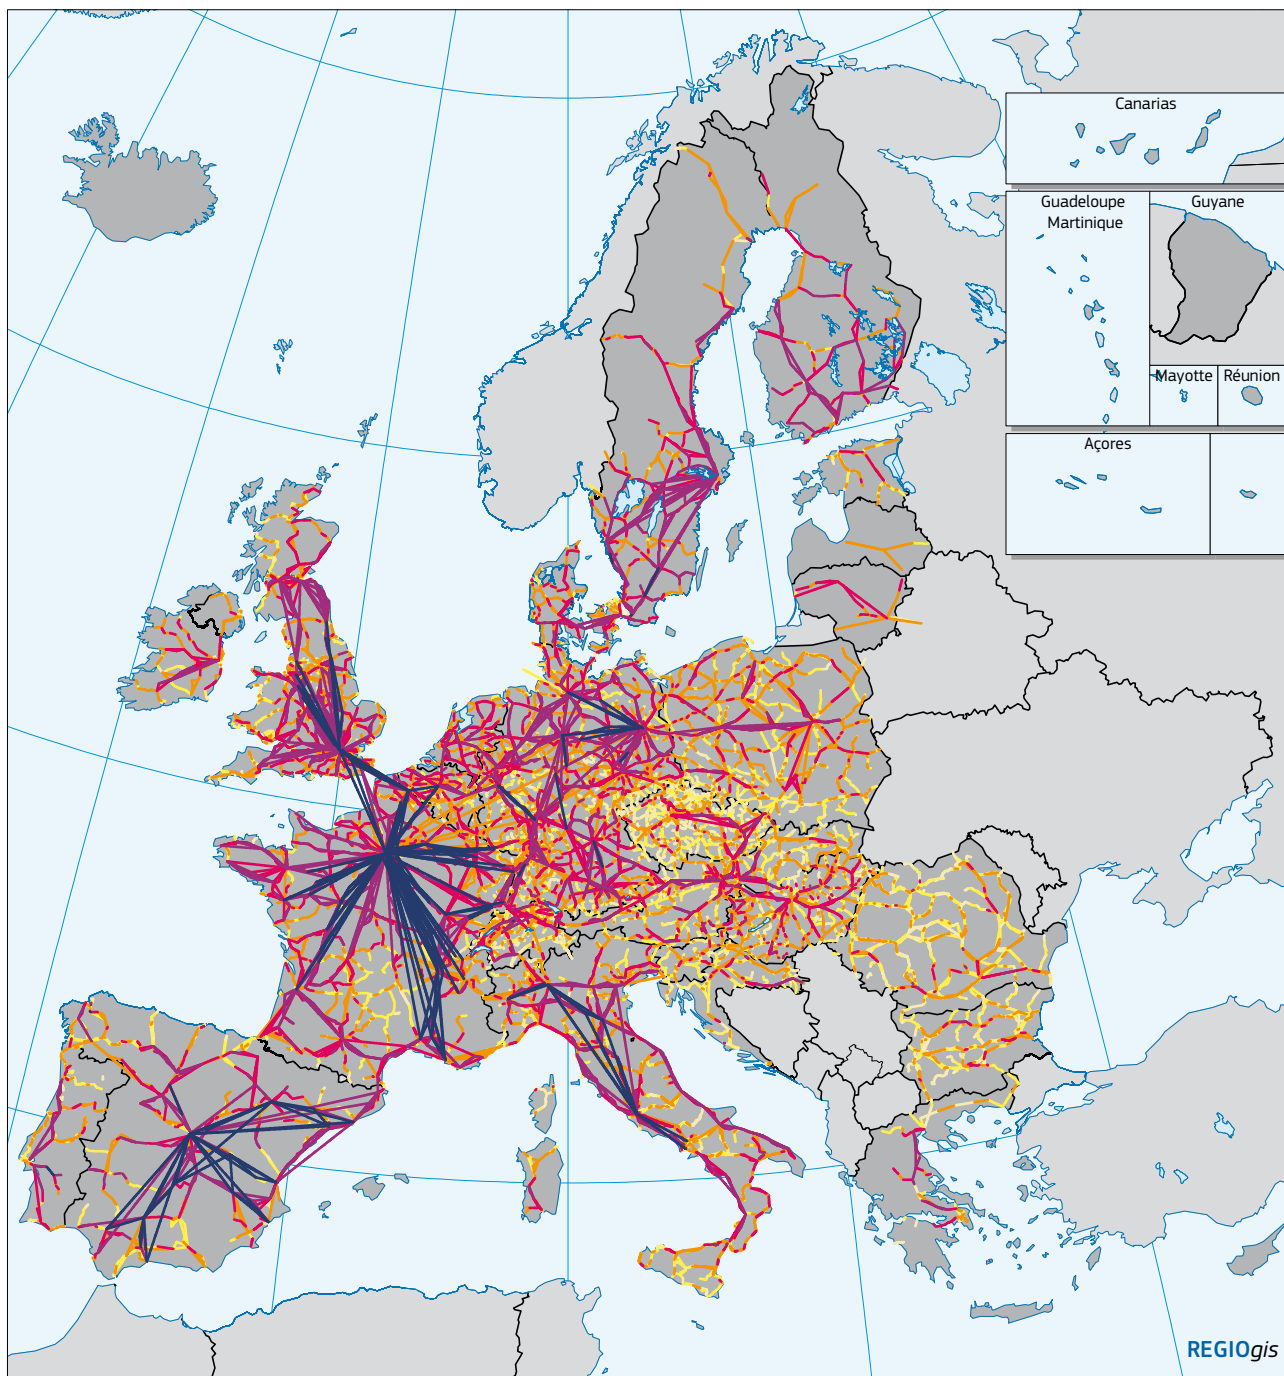 Canarias
Guadeloupe
Martinique
Guyane
Mayotte
Réunion
Açores
REGIOgis